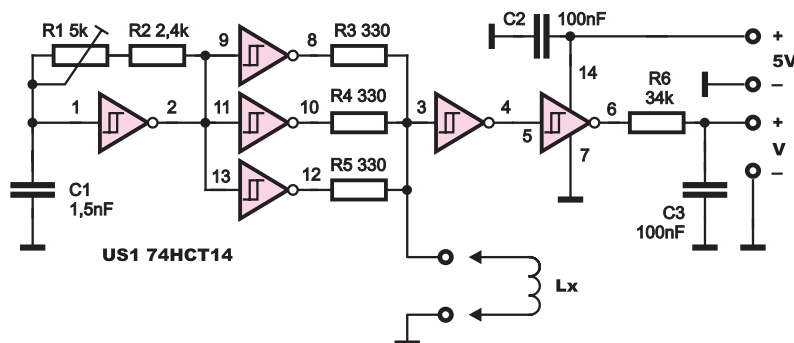 C2
100nF
+
5V
–
R1 5k
R2 2,4k
9
8
R3 330
14
R6
34k
1
2
11
10
R4 330
3
4
5
6
+
V
–
7
13
12
R5 330
C1
1,5nF
C3
100nF
US1 74HCT14
Lx